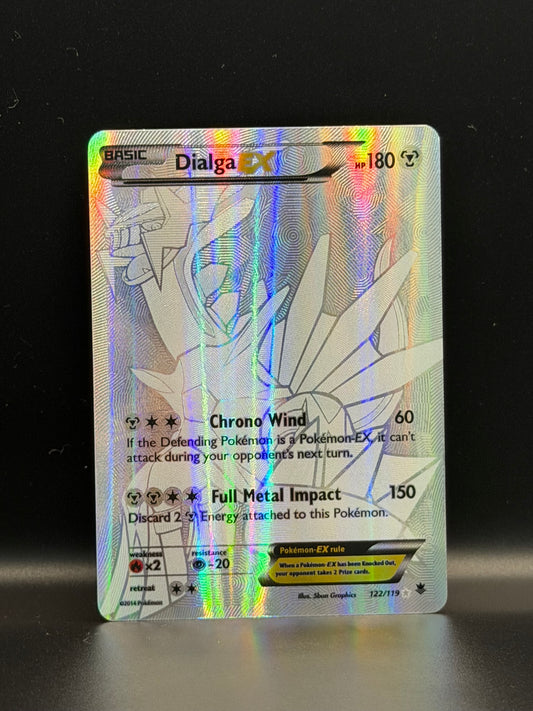 BASIC
Dialga EX
HP 180
Chrono Wind 60
If the Defending Pokémon is a Pokémon-EX, it can't
attack during your opponent's next turn.
Full Metal Impact 150
Discard 2 Energy attached to this Pokémon.
weakness
×2
resistance
-20
retreat
Pokémon-EX rule
When a Pokémon-EX has been Knocked Out,
your opponent takes 2 Prize cards.
©2014 Pokémon
Illus. 5ban Graphics
122/119